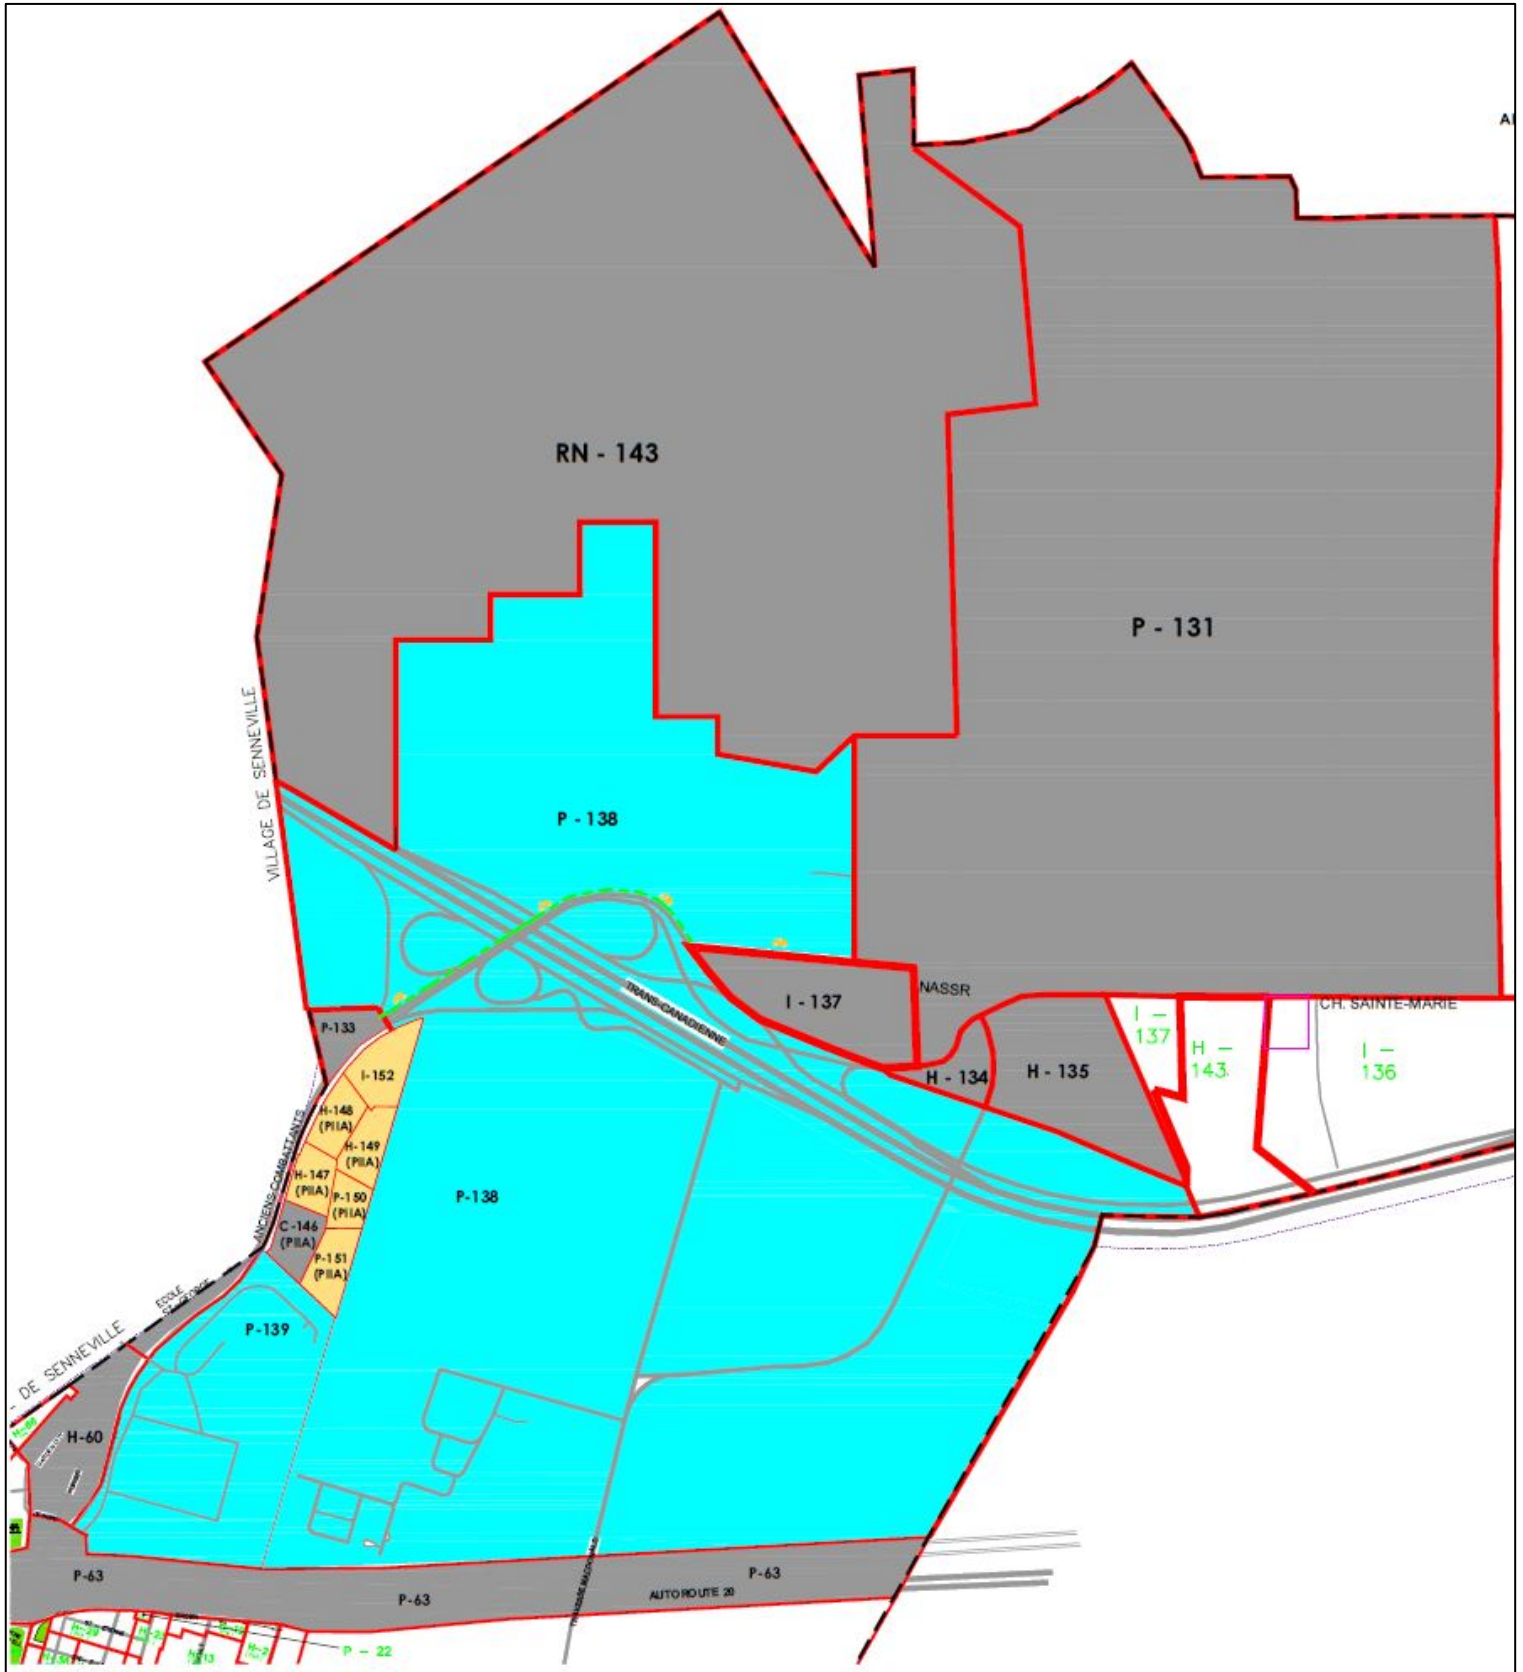 RN - 143
P - 131
VILLAGE DE SENNEVILLE
P - 138
TRANS-CANADIENNE
I - 137
NASSR
CH. SAINTE-MARIE
P-133
I-152
H - 134
H - 135
I -
137
H -
143
I -
136
H-148
(PIIA)
H-149
(PIIA)
H-147
(PIIA)
P-150
(PIIA)
C-146
(PIIA)
P-151
(PIIA)
ANCIENS-COMBATTANTS
P-138
ECOLE
P-139
DE SENNEVILLE
H-60
P-63
P-63
P-63
AUTOROUTE 20
P - 22